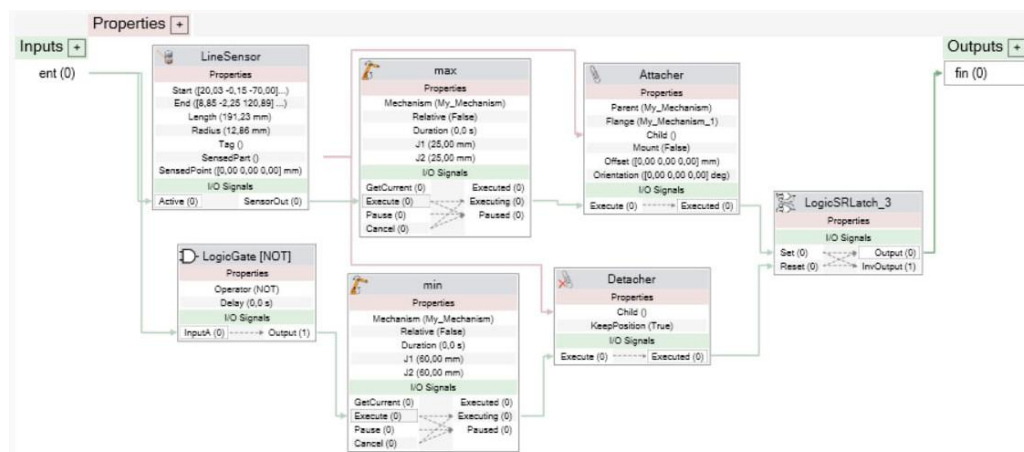 Properties +
Inputs +
Outputs +
ent (0)
fin (0)
LineSensor
Properties
Start ([20,03 -0,15 -70,00]...)
End ([8,85 -2,25 120,89] ...)
Length (191,23 mm)
Radius (12,86 mm)
Tag ()
SensedPart ()
SensedPoint ([0,00 0,00 0,00] mm)
I/O Signals
Active (0) SensorOut (0)
max
Properties
Mechanism (My_Mechanism)
Relative (False)
Duration (0,0 s)
J1 (25,00 mm)
J2 (25,00 mm)
I/O Signals
GetCurrent (0) Executed (0)
Execute (0) Executing (0)
Pause (0) Paused (0)
Cancel (0)
Attacher
Properties
Parent (My_Mechanism)
Flange (My_Mechanism_1)
Child ()
Mount (False)
Offset ([0,00 0,00 0,00] mm)
Orientation ([0,00 0,00 0,00] deg)
I/O Signals
Execute (0) Executed (0)
LogicSRLatch_3
Properties
I/O Signals
Set (0) Output (0)
Reset (0) InvOutput (1)
LogicGate [NOT]
Properties
Operator (NOT)
Delay (0,0 s)
I/O Signals
InputA (0) Output (1)
min
Properties
Mechanism (My_Mechanism)
Relative (False)
Duration (0,0 s)
J1 (60,00 mm)
J2 (60,00 mm)
I/O Signals
GetCurrent (0) Executed (0)
Execute (0) Executing (0)
Pause (0) Paused (0)
Cancel (0)
Detacher
Properties
Child ()
KeepPosition (True)
I/O Signals
Execute (0) Executed (0)